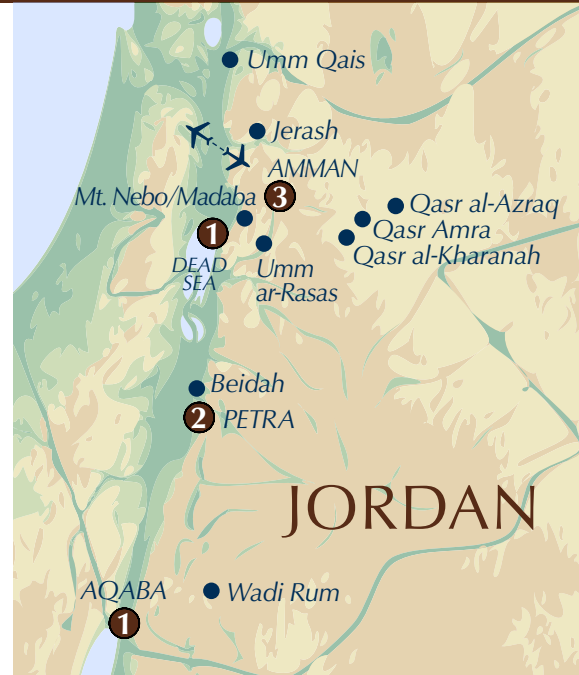 Umm Qais
Jerash
AMMAN
3
Mt. Nebo/Madaba
1
DEAD
SEA
Umm
ar-Rasas
Qasr al-Azraq
Qasr Amra
Qasr al-Kharanah
Beidah
2 PETRA
JORDAN
AQABA
1
Wadi Rum